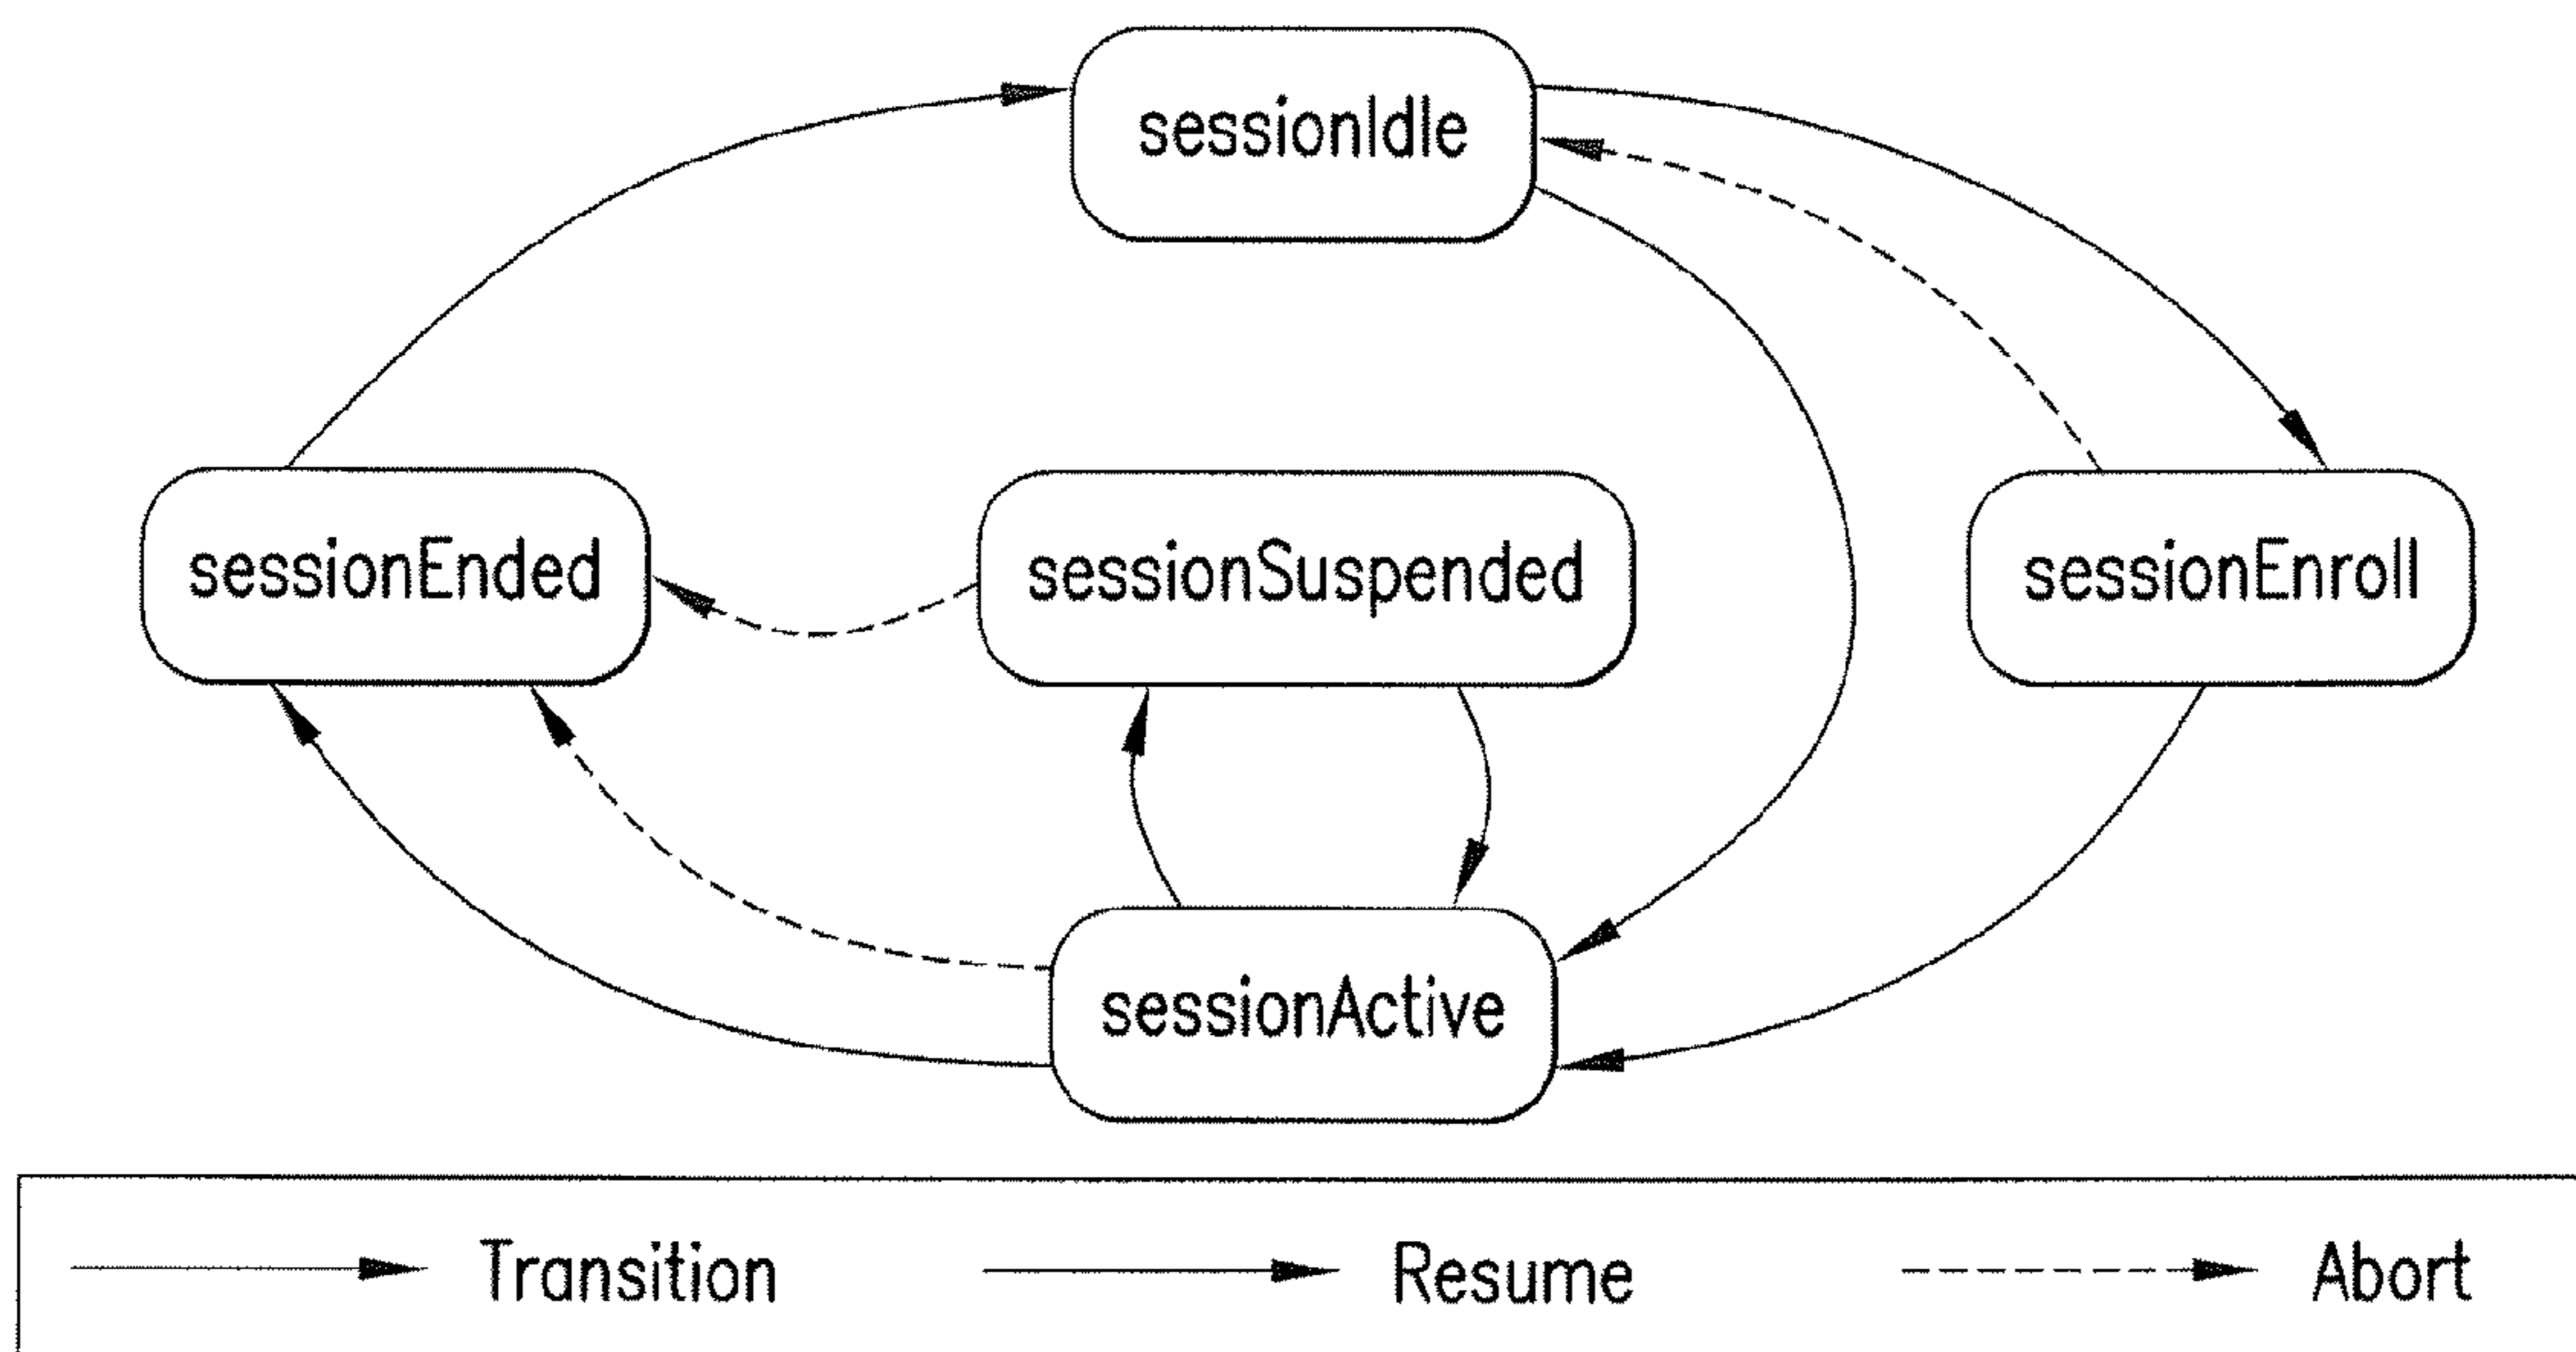 sessionIdle
sessionEnded
sessionSuspended
sessionEnroll
sessionActive
Transition
Resume
Abort